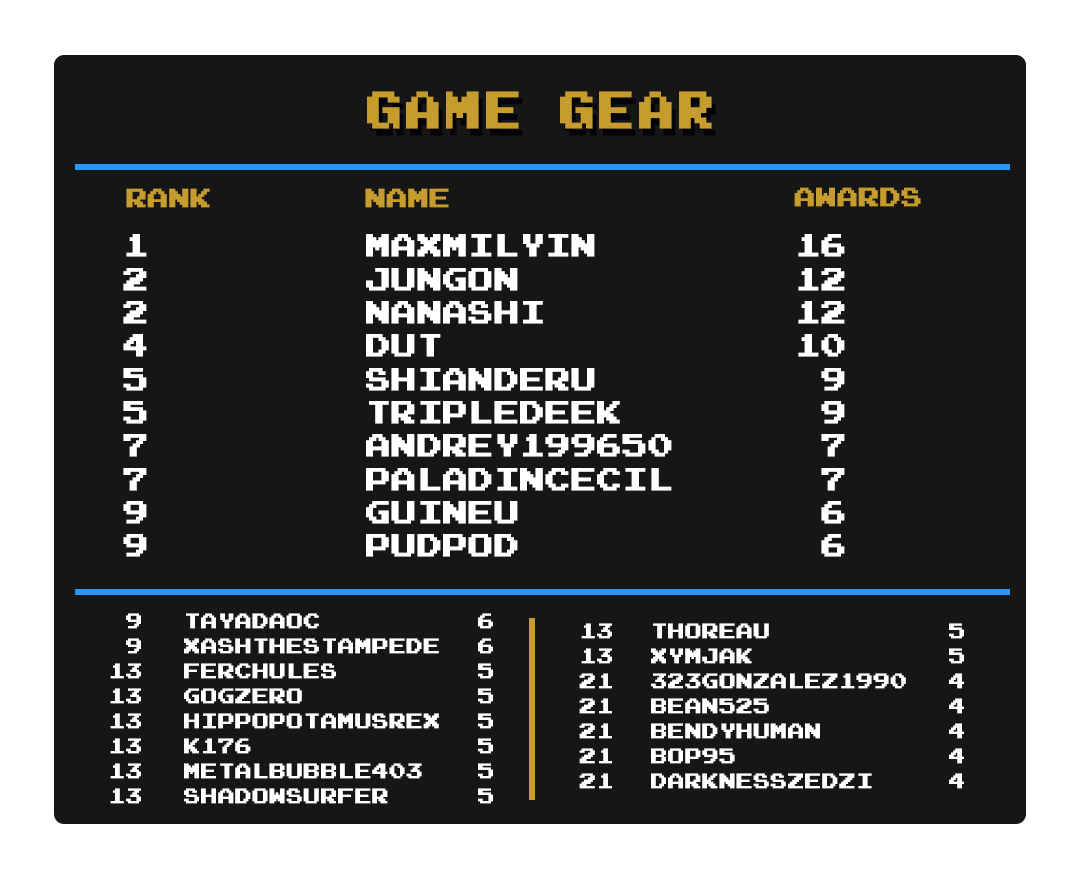 GAME GEAR
RANK NAME AWARDS
1 MAXMILYIN 16
2 JUNGON 12
2 NANASHI 12
4 DUT 10
5 SHIANDERU 9
5 TRIPLEDEEK 9
7 ANDREY199650 7
7 PALADINCECIL 7
9 GUINEU 6
9 PUDPOD 6
9 TAYADAOC 6
9 XASHTHESTAMPEDE 6
13 FERCHULES 5
13 GOGZERO 5
13 HIPPOPOTAMUSREX 5
13 K176 5
13 METALBUBBLE403 5
13 SHADOWSURFER 5
13 THOREAU 5
13 XYMJAK 5
21 323GONZALEZ1990 4
21 BEAN525 4
21 BENDYHUMAN 4
21 BOP95 4
21 DARKNESSZEDZI 4